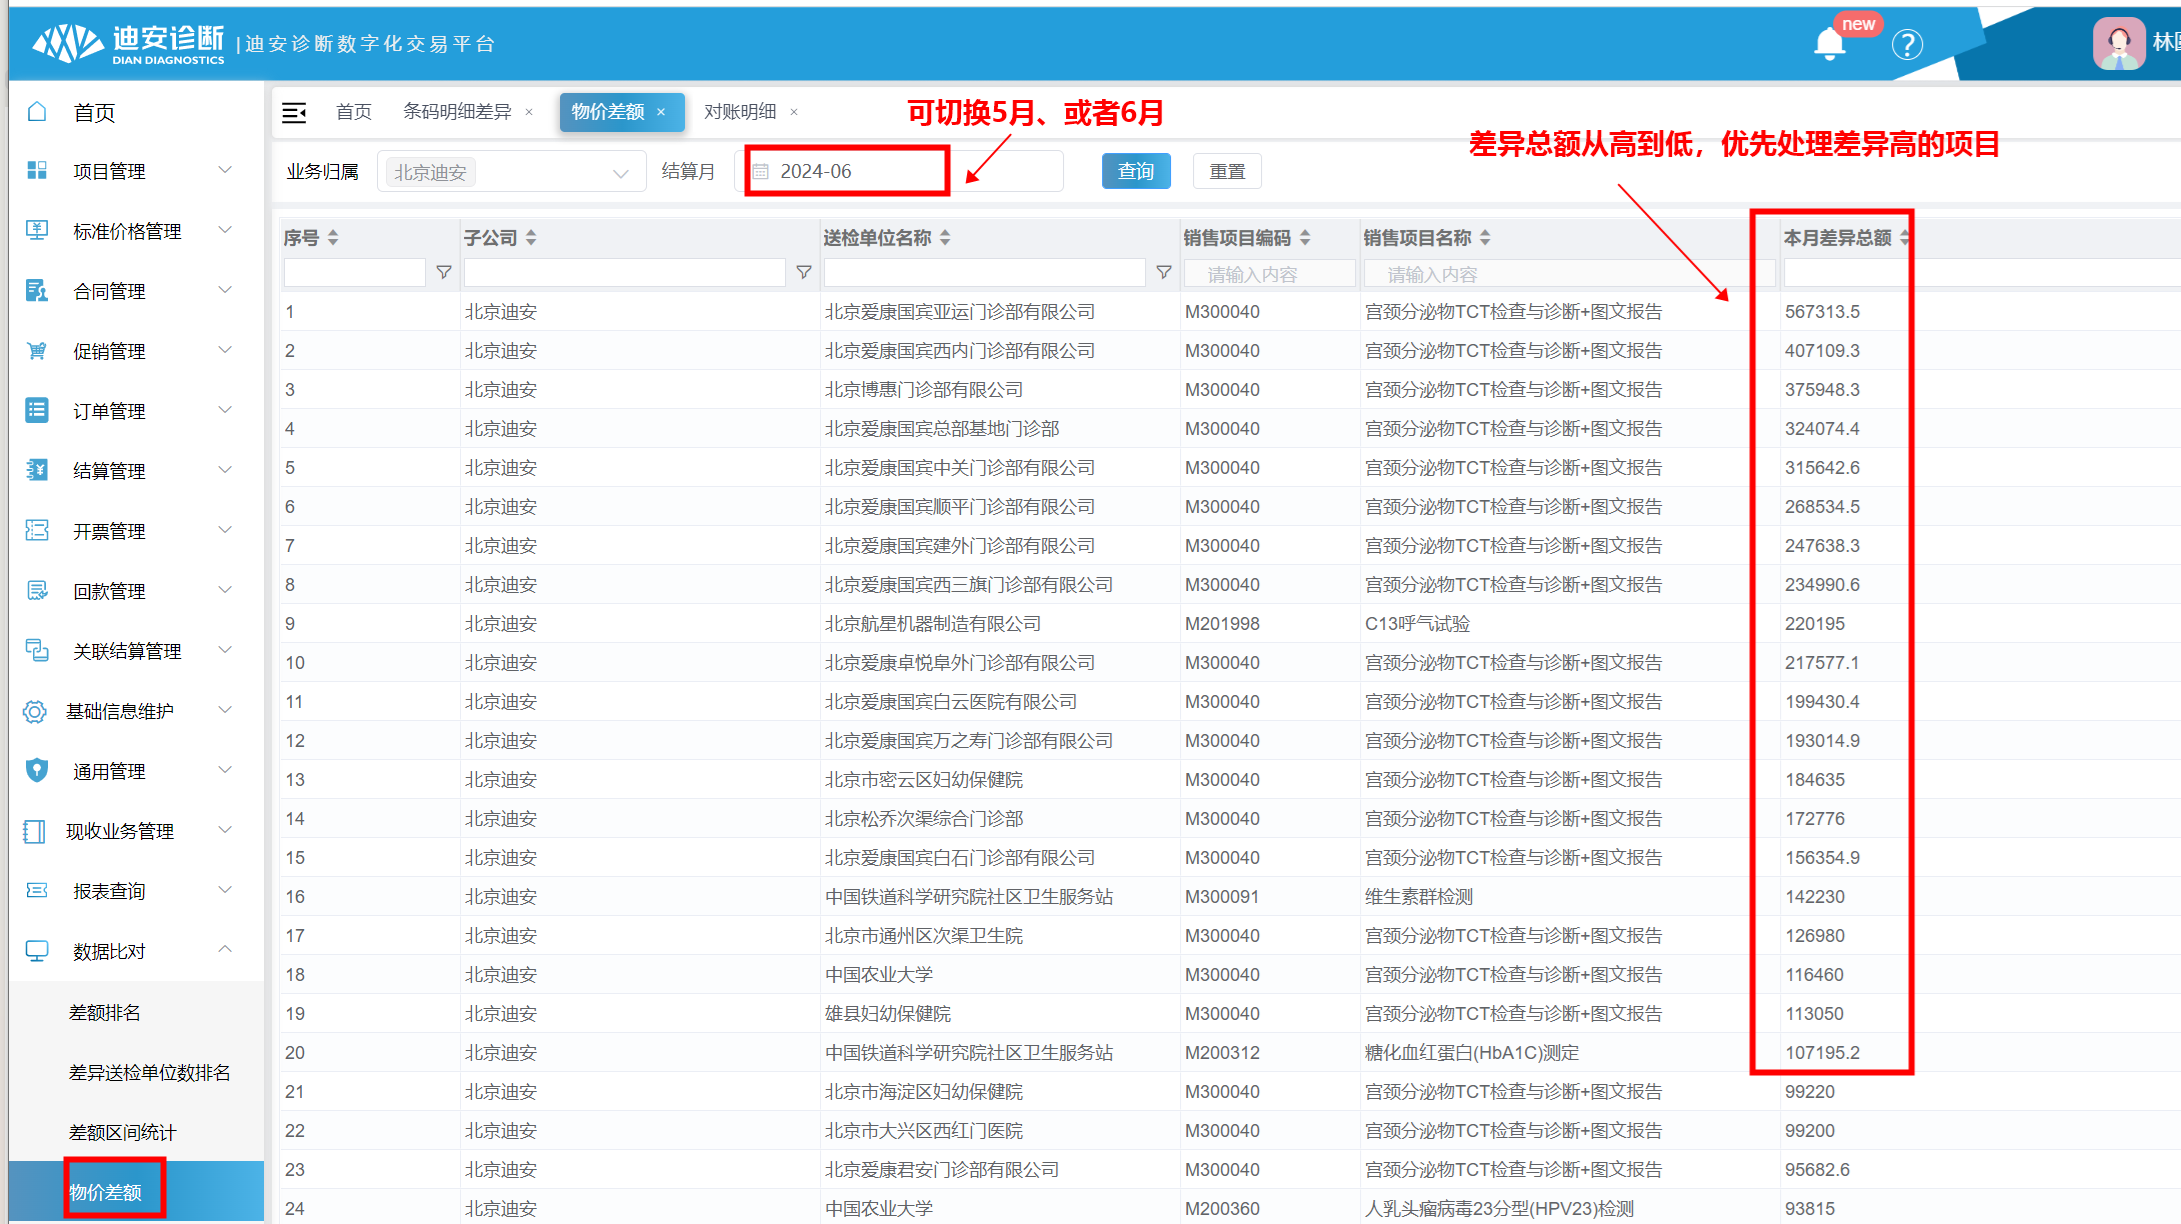 迪安诊断
DIAN DIAGNOSTICS
|迪安诊断数字化交易平台
new
?
首页
项目管理
标准价格管理
合同管理
促销管理
订单管理
结算管理
开票管理
回款管理
关联结算管理
基础信息维护
通用管理
现收业务管理
报表查询
数据比对
差额排名
差异送检单位数排名
差额区间统计
物价差额
首页 条码明细差异 × 物价差额 × 对账明细 ×
可切换5月、或者6月
差异总额从高到低，优先处理差异高的项目
业务归属 北京迪安 结算月 2024-06 查询 重置
序号 子公司 送检单位名称 销售项目编码 销售项目名称 本月差异总额
请输入内容 请输入内容
1 北京迪安 北京爱康国宾亚运门诊部有限公司 M300040 宫颈分泌物TCT检查与诊断+图文报告 567313.5
2 北京迪安 北京爱康国宾西内门诊部有限公司 M300040 宫颈分泌物TCT检查与诊断+图文报告 407109.3
3 北京迪安 北京博惠门诊部有限公司 M300040 宫颈分泌物TCT检查与诊断+图文报告 375948.3
4 北京迪安 北京爱康国宾总部基地门诊部 M300040 宫颈分泌物TCT检查与诊断+图文报告 324074.4
5 北京迪安 北京爱康国宾中关门诊部有限公司 M300040 宫颈分泌物TCT检查与诊断+图文报告 315642.6
6 北京迪安 北京爱康国宾顺平门诊部有限公司 M300040 宫颈分泌物TCT检查与诊断+图文报告 268534.5
7 北京迪安 北京爱康国宾建外门诊部有限公司 M300040 宫颈分泌物TCT检查与诊断+图文报告 247638.3
8 北京迪安 北京爱康国宾西三旗门诊部有限公司 M300040 宫颈分泌物TCT检查与诊断+图文报告 234990.6
9 北京迪安 北京航星机器制造有限公司 M201998 C13呼气试验 220195
10 北京迪安 北京爱康卓悦阜外门诊部有限公司 M300040 宫颈分泌物TCT检查与诊断+图文报告 217577.1
11 北京迪安 北京爱康国宾白云医院有限公司 M300040 宫颈分泌物TCT检查与诊断+图文报告 199430.4
12 北京迪安 北京爱康国宾万之寿门诊部有限公司 M300040 宫颈分泌物TCT检查与诊断+图文报告 193014.9
13 北京迪安 北京市密云区妇幼保健院 M300040 宫颈分泌物TCT检查与诊断+图文报告 184635
14 北京迪安 北京松乔次渠综合门诊部 M300040 宫颈分泌物TCT检查与诊断+图文报告 172776
15 北京迪安 北京爱康国宾白石门诊部有限公司 M300040 宫颈分泌物TCT检查与诊断+图文报告 156354.9
16 北京迪安 中国铁道科学研究院社区卫生服务站 M300091 维生素群检测 142230
17 北京迪安 北京市通州区次渠卫生院 M300040 宫颈分泌物TCT检查与诊断+图文报告 126980
18 北京迪安 中国农业大学 M300040 宫颈分泌物TCT检查与诊断+图文报告 116460
19 北京迪安 雄县妇幼保健院 M300040 宫颈分泌物TCT检查与诊断+图文报告 113050
20 北京迪安 中国铁道科学研究院社区卫生服务站 M200312 糖化血红蛋白(HbA1C)测定 107195.2
21 北京迪安 北京市海淀区妇幼保健院 M300040 宫颈分泌物TCT检查与诊断+图文报告 99220
22 北京迪安 北京市大兴区西红门医院 M300040 宫颈分泌物TCT检查与诊断+图文报告 99200
23 北京迪安 北京爱康君安门诊部有限公司 M300040 宫颈分泌物TCT检查与诊断+图文报告 95682.6
24 北京迪安 中国农业大学 M200360 人乳头瘤病毒23分型(HPV23)检测 93815